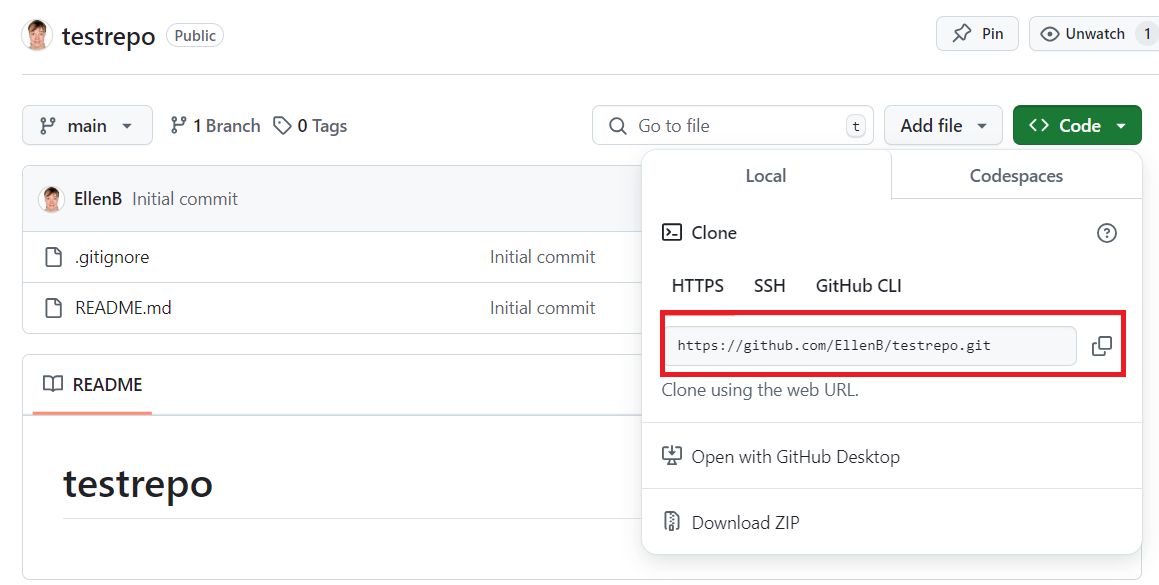 testrepo Public Pin Unwatch 1
main 1 Branch 0 Tags Go to file t Add file Code
Local Codespaces
EllenB Initial commit
Clone
.gitignore Initial commit
HTTPS SSH GitHub CLI
README.md Initial commit
https://github.com/EllenB/testrepo.git
README
Clone using the web URL.
Open with GitHub Desktop
testrepo
Download ZIP